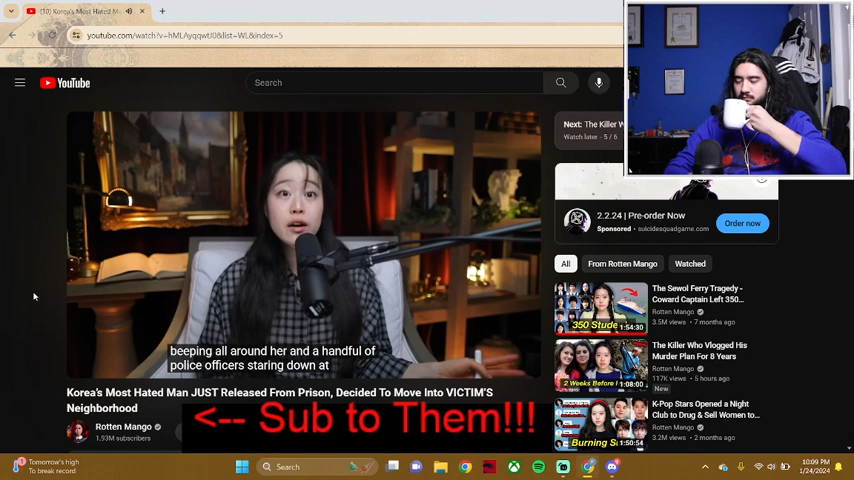 (10) Korea's Most Hated M
youtube.com/watch?v=hMLAyqqwtJ0&list=WL&index=5
YouTube
Search
Next: The Killer W
Watch later - 5 / 6
2.2.24 | Pre-order Now
Sponsored · suicidesquadgame.com
Order now
All
From Rotten Mango
Watched
The Sewol Ferry Tragedy -
Coward Captain Left 350...
Rotten Mango
3.5M views · 7 months ago
350 Stude
1:54:30
The Killer Who Vlogged His
Murder Plan For 8 Years
Rotten Mango
117K views · 5 hours ago
New
2 Weeks Before
1:08:00
K-Pop Stars Opened a Night
Club to Drug & Sell Women to...
Rotten Mango
3.2M views · 2 months ago
Burning S
1:50:54
beeping all around her and a handful of
police officers staring down at
Korea's Most Hated Man JUST Released From Prison, Decided To Move Into VICTIM'S
Neighborhood
Rotten Mango
1.93M subscribers
<-- Sub to Them!!!
1
Tomorrow's high
To break record
Search
10:09 PM
1/24/2024